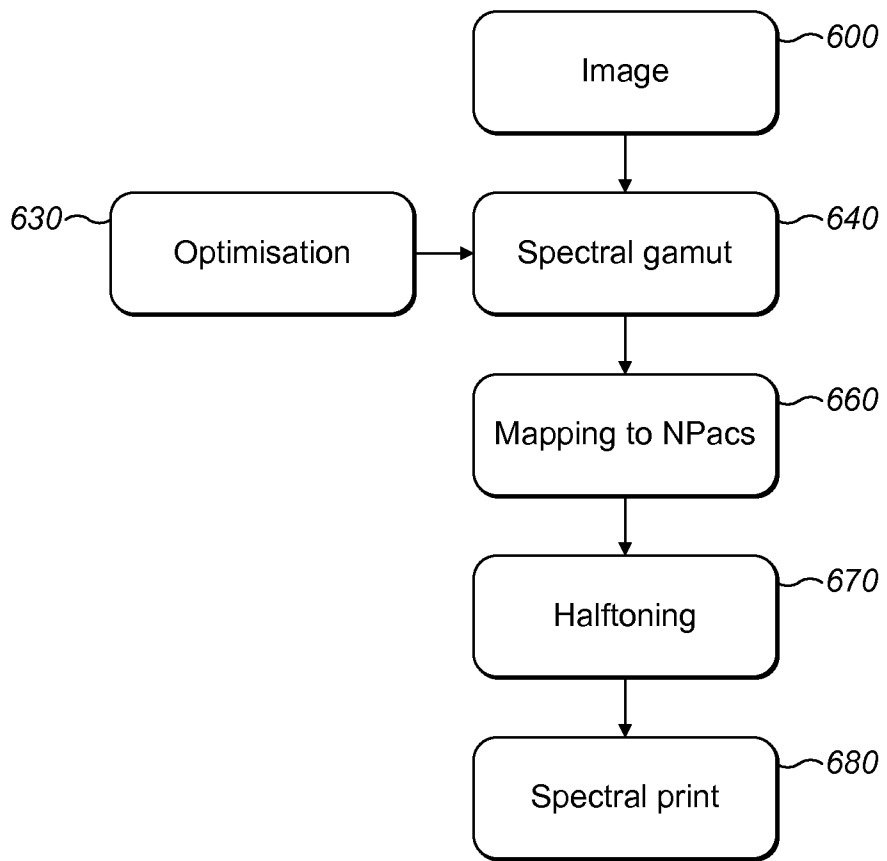 Image
600
630
Optimisation
Spectral gamut
640
Mapping to NPacs
660
Halftoning
670
Spectral print
680